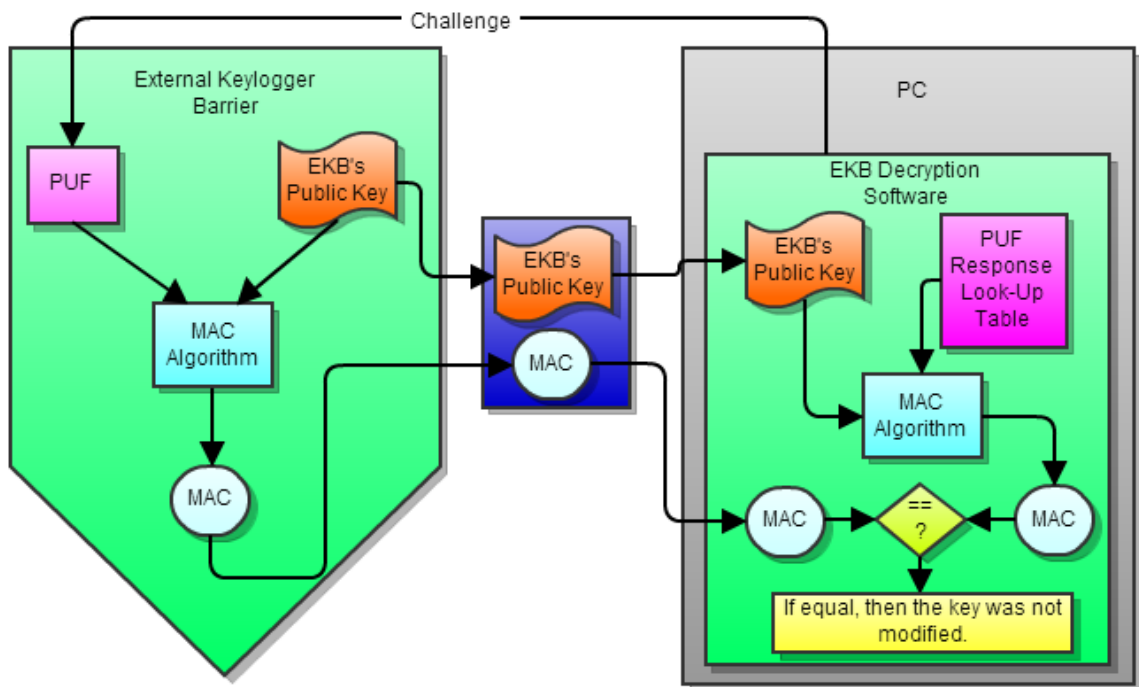 Challenge
External Keylogger
Barrier
PUF
EKB's
Public Key
MAC
Algorithm
MAC
EKB's
Public Key
MAC
PC
EKB Decryption
Software
EKB's
Public Key
PUF
Response
Look-Up
Table
MAC
Algorithm
MAC
==
?
MAC
If equal, then the key was not
modified.